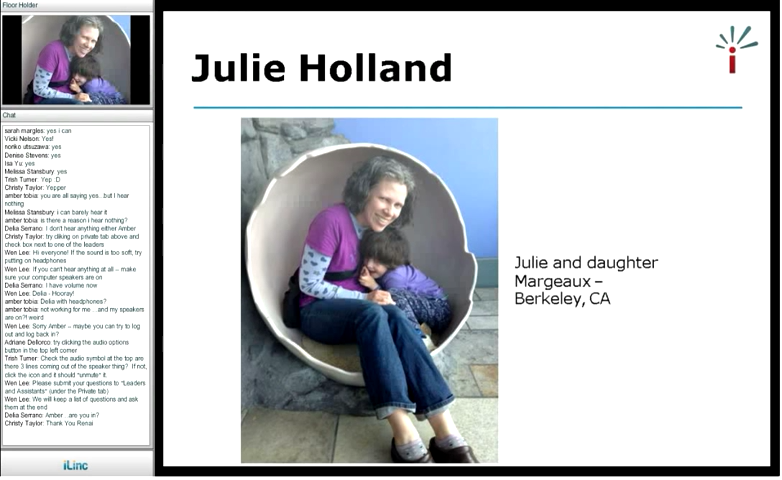 Floor Holder
Chat
sarah margles: yes i can
Vicki Nelson: Yes!
noriko utsuzawa: yes
Denise Stevens: yes
Isa Yu: yes
Melissa Stansbury: yes
Trish Turner: Yep :D
Christy Taylor: Yepper
amber tobia: you are all saying yes...but I hear
nothing
Melissa Stansbury: i can barely hear it
amber tobia: is there a reason i hear nothing?
Delia Serrano: I don't hear anything either Amber
Christy Taylor: try cliking on private tab above and
check box next to one of the leaders
Wen Lee: Hi everyone! If the sound is too soft, try
putting on headphones
Wen Lee: If you can't hear anything at all -- make
sure your computer speakers are on
Delia Serrano: I have volume now
Wen Lee: Delia - Hooray!
amber tobia: Delia with headphones?
amber tobia: not working for me... and my speakers
are on?! weird
Wen Lee: Sorry Amber -- maybe you can try to log
out and log back in?
Adriane Dellorco: try clicking the audio options
button in the top left corner
Trish Turner: Check the audio symbol at the top are
there 3 lines coming out of the speaker thing? If not,
click the icon and it should "unmute" it.
Wen Lee: Please submit your questions to "Leaders
and Assistants" (under the Private tab)
Wen Lee: We will keep a list of questions and ask
them at the end
Delia Serrano: Amber... are you in?
Christy Taylor: Thank You Renai
iLinc
Julie Holland
Julie and daughter
Margeaux –
Berkeley, CA